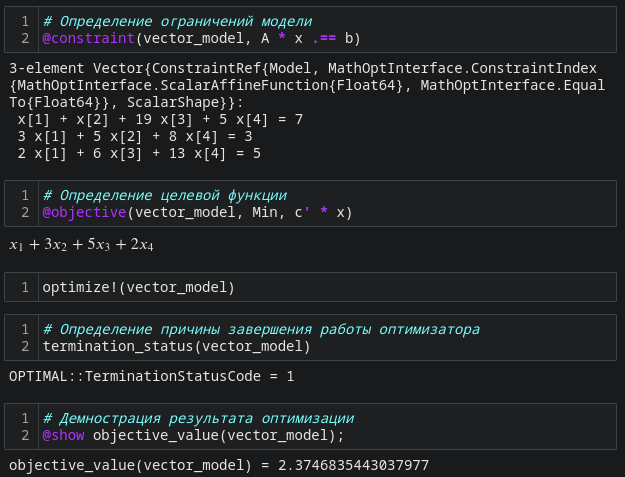 1 # Определение ограничений модели
2 @constraint(vector_model, A * x .== b)
3-element Vector{ConstraintRef{Model, MathOptInterface.ConstraintIndex
{MathOptInterface.ScalarAffineFunction{Float64}, MathOptInterface.Equal
To{Float64}}, ScalarShape}}:
x[1] + x[2] + 19 x[3] + 5 x[4] = 7
3 x[1] + 5 x[2] + 8 x[4] = 3
2 x[1] + 6 x[3] + 13 x[4] = 5
1 # Определение целевой функции
2 @objective(vector_model, Min, c' * x)
x₁ + 3x₂ + 5x₃ + 2x₄
1 optimize!(vector_model)
1 # Определение причины завершения работы оптимизатора
2 termination_status(vector_model)
OPTIMAL::TerminationStatusCode = 1
1 # Демнострация результата оптимизации
2 @show objective_value(vector_model);
objective_value(vector_model) = 2.3746835443037977